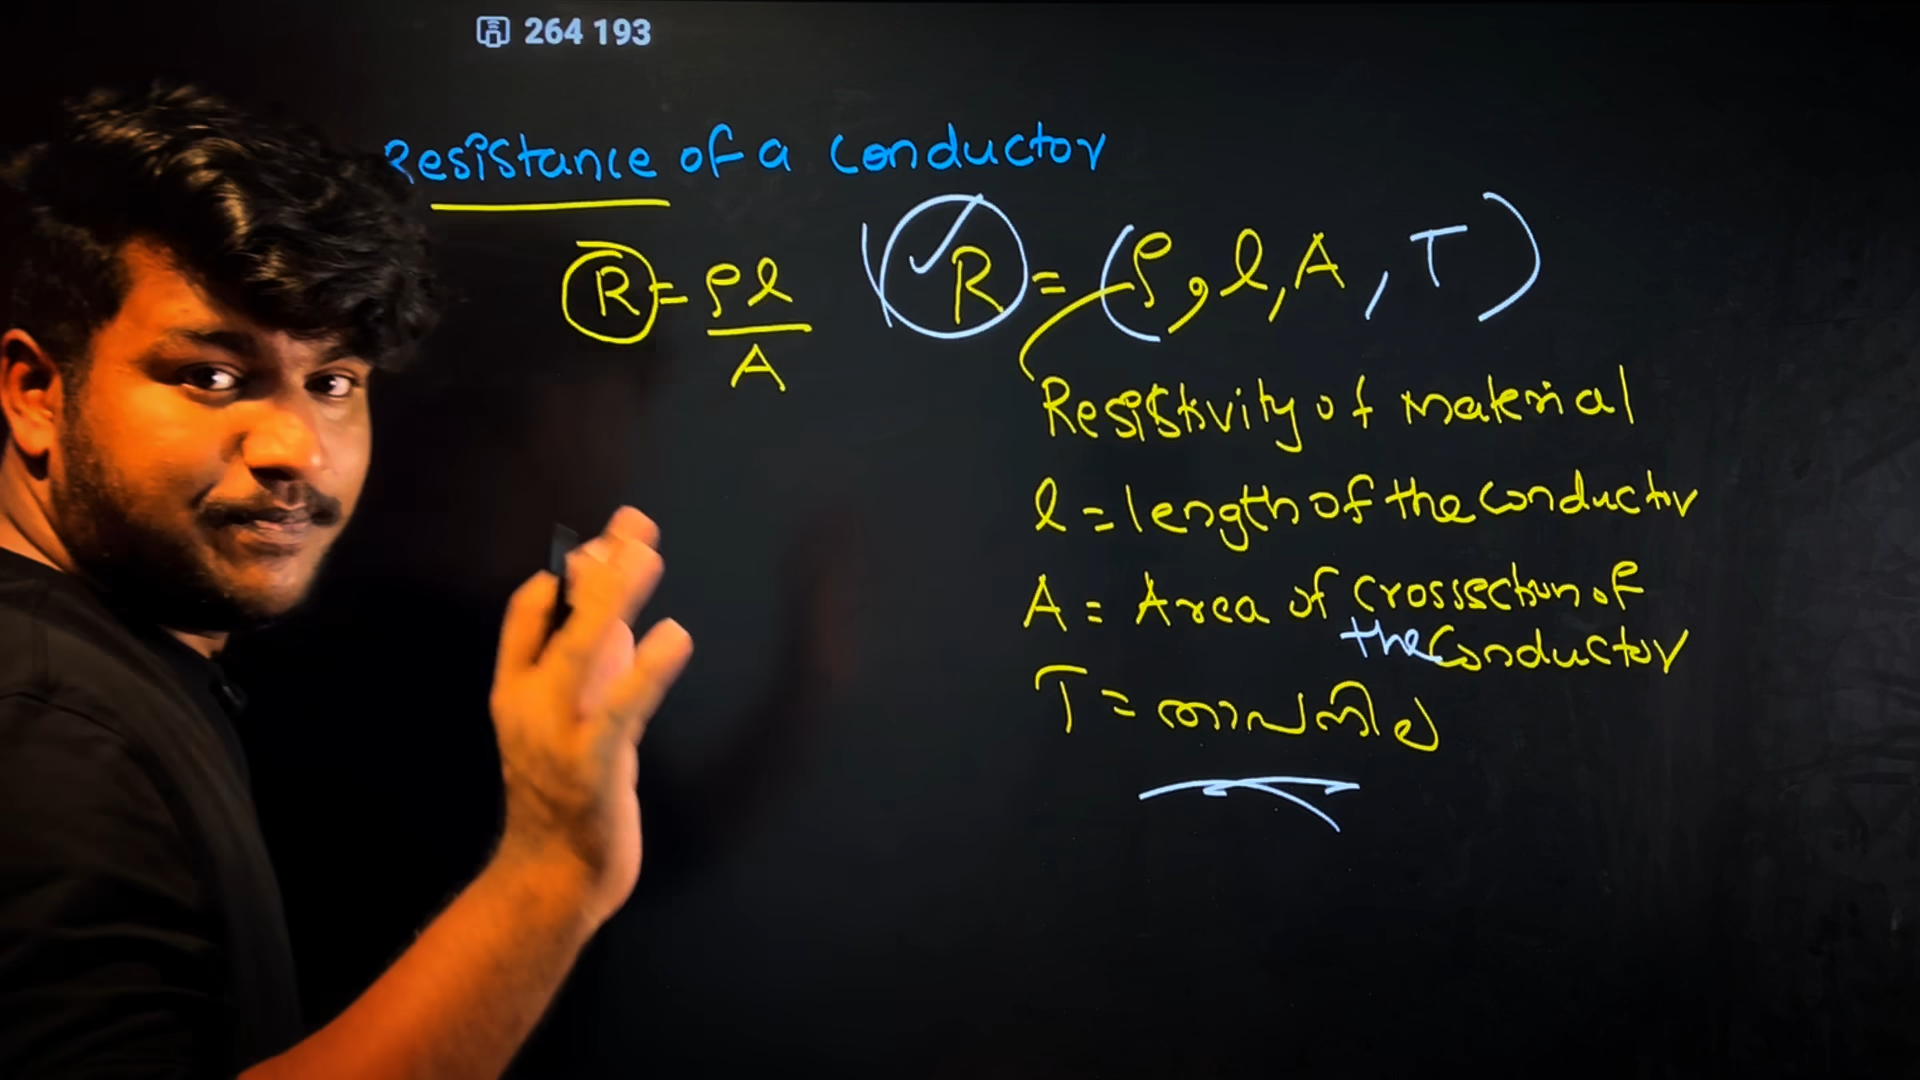 264 193
Resistance of a conductor
R = ρl / A
R = (ρ, l, A, T)
Resistivity of material
l = length of the conductor
A = Area of crosssection of
the conductor
T = താപനില